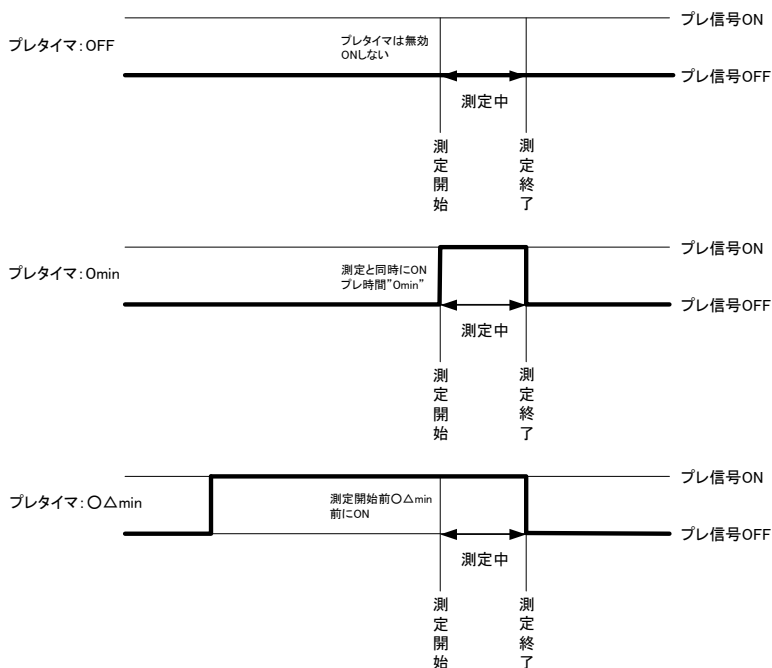 プレ信号ON
プレタイマ:OFF
プレタイマは無効
ONしない
プレ信号OFF
測定中
測定開始
測定終了
プレ信号ON
プレタイマ:0min
測定と同時にON
プレ時間"0min"
プレ信号OFF
測定中
測定開始
測定終了
プレ信号ON
プレタイマ:○△min
測定開始前○△min
前にON
プレ信号OFF
測定中
測定開始
測定終了